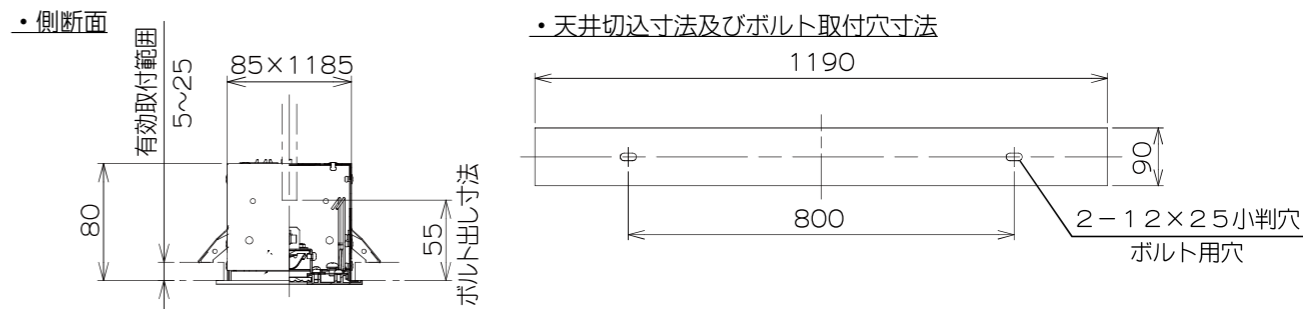 ・側断面
有効取付範囲
5～25
85×1185
80
55
ボルト出し寸法
・天井切込寸法及びボルト取付穴寸法
1190
90
800
2－12×25小判穴
ボルト用穴